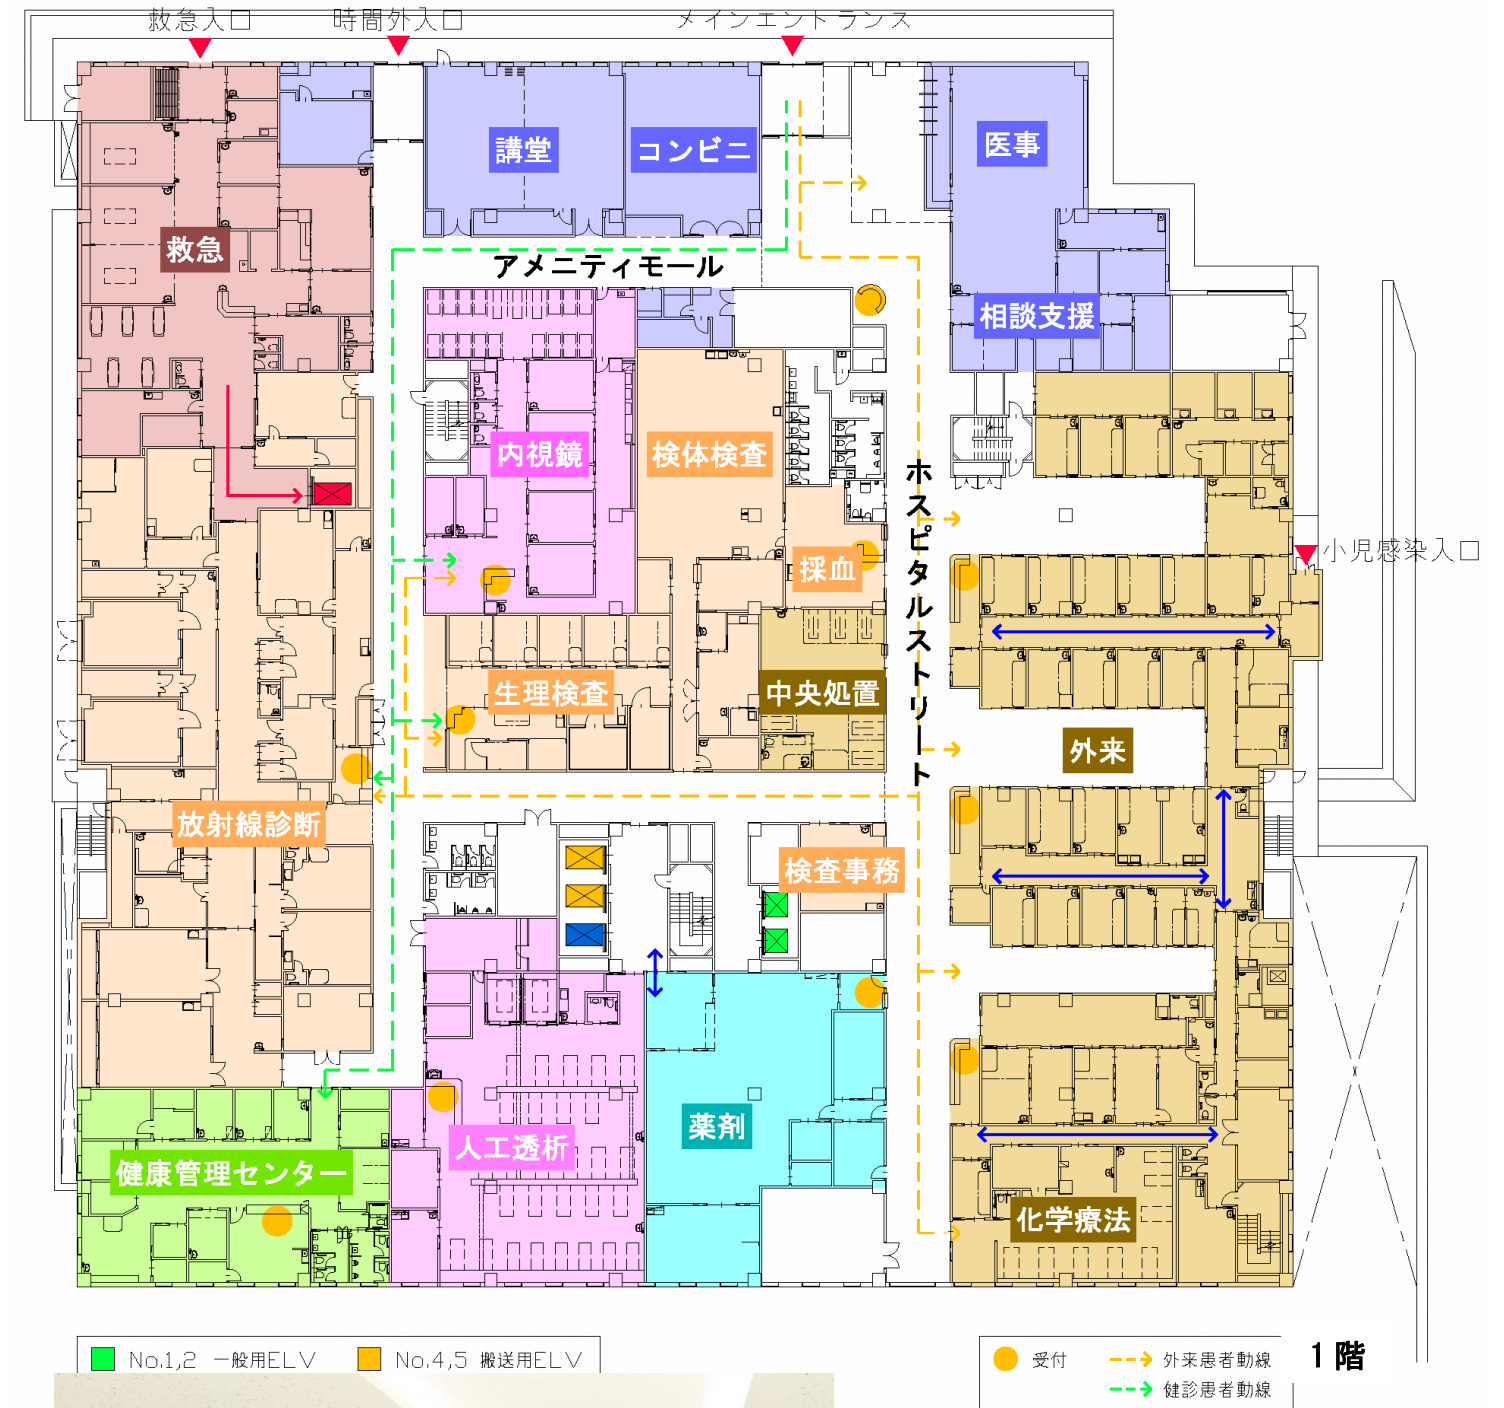 救急入口
時間外入口
メインエントランス
講堂
コンビニ
医事
救急
アメニティモール
相談支援
内視鏡
検体検査
ホスピタルストリート
小児感染入口
採血
生理検査
中央処置
外来
放射線診断
検査事務
薬剤
人工透析
健康管理センター
化学療法
No.1,2 一般用ELV
No.4,5 搬送用ELV
受付
外来患者動線
健診患者動線
1階